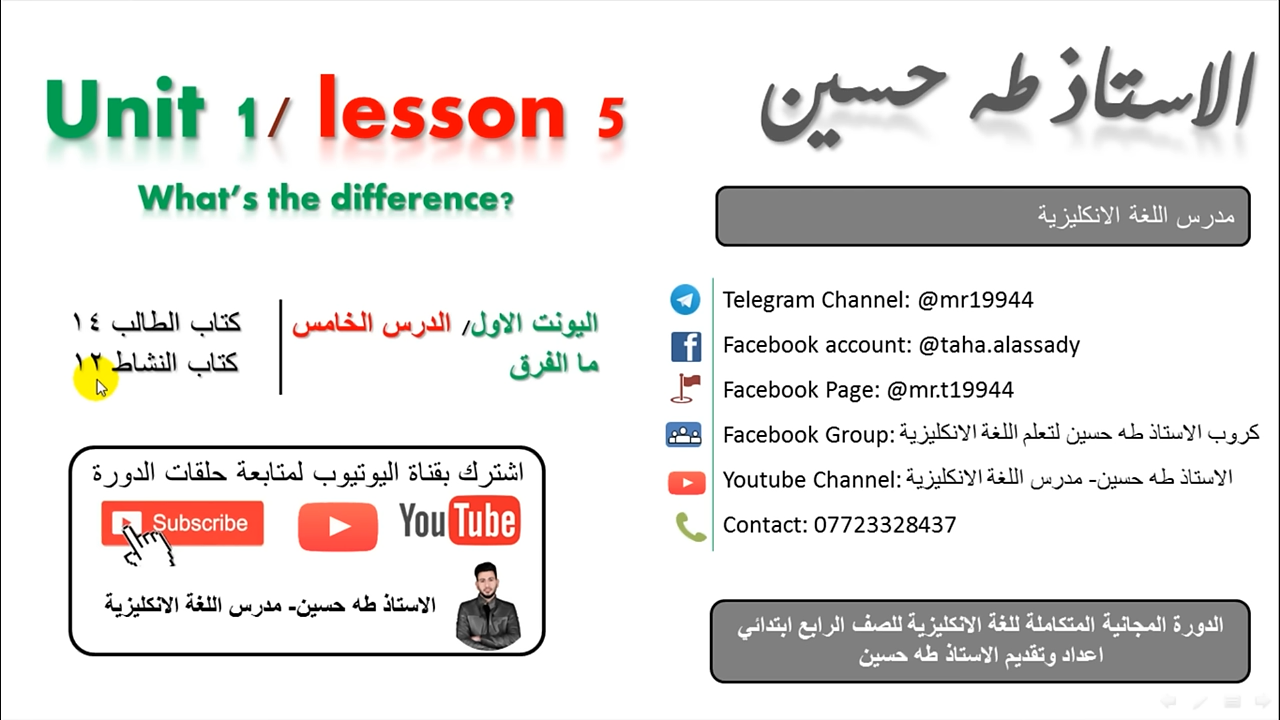 Unit 1/ lesson 5
What's the difference?
اليونت الاول/ الدرس الخامس
ما الفرق
كتاب الطالب ١٤
كتاب النشاط ١٢
اشترك بقناة اليوتيوب لمتابعة حلقات الدورة
Subscribe
YouTube
الاستاذ طه حسين- مدرس اللغة الانكليزية
الاستاذ طه حسين
مدرس اللغة الانكليزية
Telegram Channel: @mr19944
Facebook account: @taha.alassady
Facebook Page: @mr.t19944
Facebook Group: كروب الاستاذ طه حسين لتعلم اللغة الانكليزية
Youtube Channel: الاستاذ طه حسين- مدرس اللغة الانكليزية
Contact: 07723328437
الدورة المجانية المتكاملة للغة الانكليزية للصف الرابع ابتدائي
اعداد وتقديم الاستاذ طه حسين